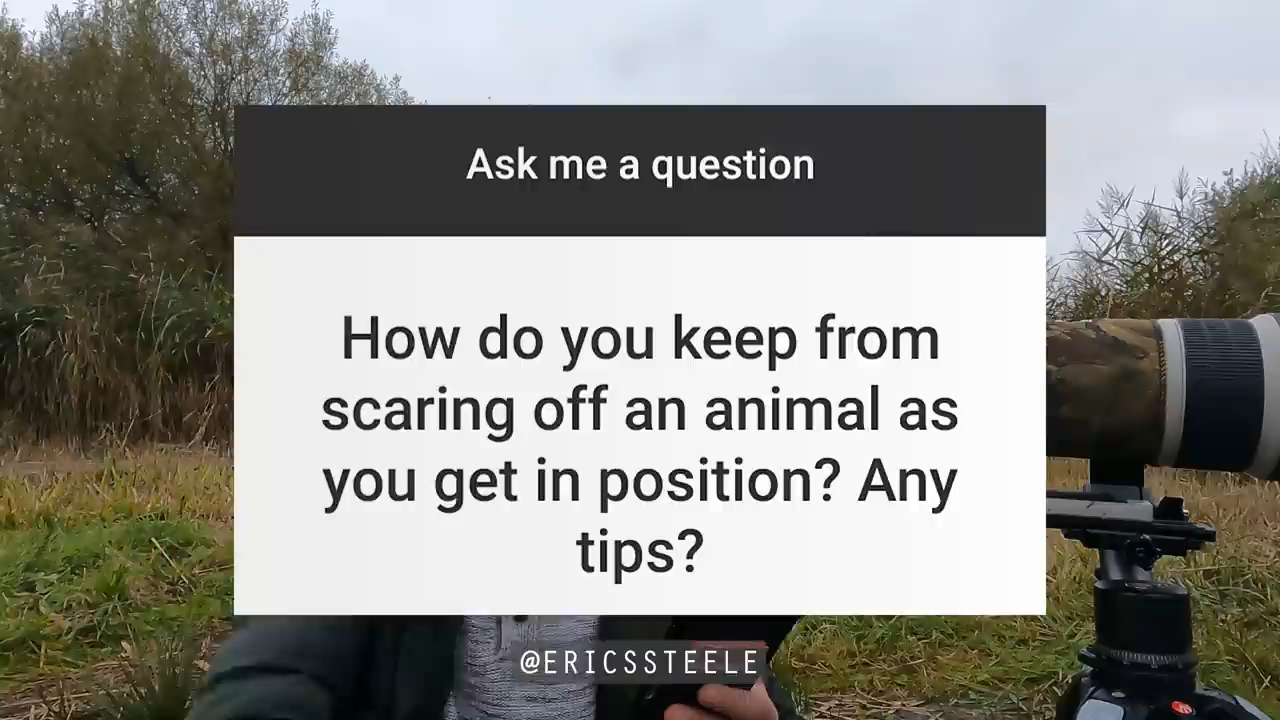 Ask me a question
How do you keep from
scaring off an animal as
you get in position? Any
tips?
@ERICSSTEELE